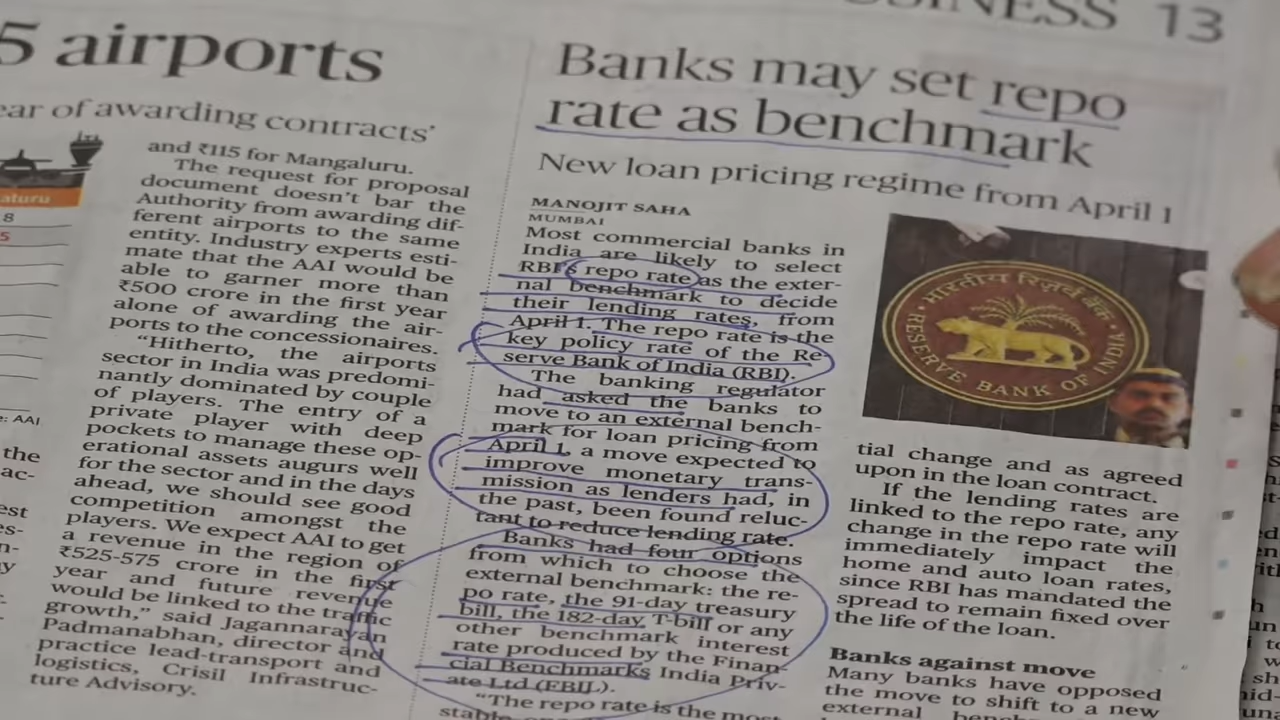 BUSINESS 13
5 airports
ear of awarding contracts'
aturu
8
5
e: AAI
the
ac-
est
es-
n-
y
and ₹115 for Mangaluru.
The request for proposal
document doesn't bar the
Authority from awarding dif-
ferent airports to the same
entity. Industry experts esti-
mate that the AAI would be
able to garner more than
₹500 crore in the first year
alone of awarding the air-
ports to the concessionaires.
"Hitherto, the airports
sector in India was predomi-
nantly dominated by couple
of players. The entry of a
private player with deep
pockets to manage these op-
erational assets augurs well
for the sector and in the days
ahead, we should see good
competition amongst the
players. We expect AAI to get
a revenue in the region of
₹525-575 crore in the first
year and future revenue
would be linked to the traffic
growth," said Jagannarayan
Padmanabhan, director and
practice lead-transport and
logistics, Crisil Infrastruc-
ture Advisory.
Banks may set repo
rate as benchmark
New loan pricing regime from April 1
MANOJIT SAHA
MUMBAI
Most commercial banks in
India are likely to select
RBI's repo rate as the exter-
nal benchmark to decide
their lending rates, from
April 1. The repo rate is the
key policy rate of the Re-
serve Bank of India (RBI).
The banking regulator
had asked the banks to
move to an external bench-
mark for loan pricing from
April 1, a move expected to
improve monetary trans-
mission as lenders had, in
the past, been found reluc-
tant to reduce lending rate.
Banks had four options
from which to choose the
external benchmark: the re-
po rate, the 91-day treasury
bill, the 182-day T-bill or any
other benchmark interest
rate produced by the Finan-
cial Benchmarks India Priv-
ate Ltd (FBIL).
"The repo rate is the most
भारतीय रिज़र्व बैंक
RESERVE BANK OF INDIA
tial change and as agreed
upon in the loan contract.
If the lending rates are
linked to the repo rate, any
change in the repo rate will
immediately impact the
home and auto loan rates,
since RBI has mandated the
spread to remain fixed over
the life of the loan.
Banks against move
Many banks have opposed
the move to shift to a new